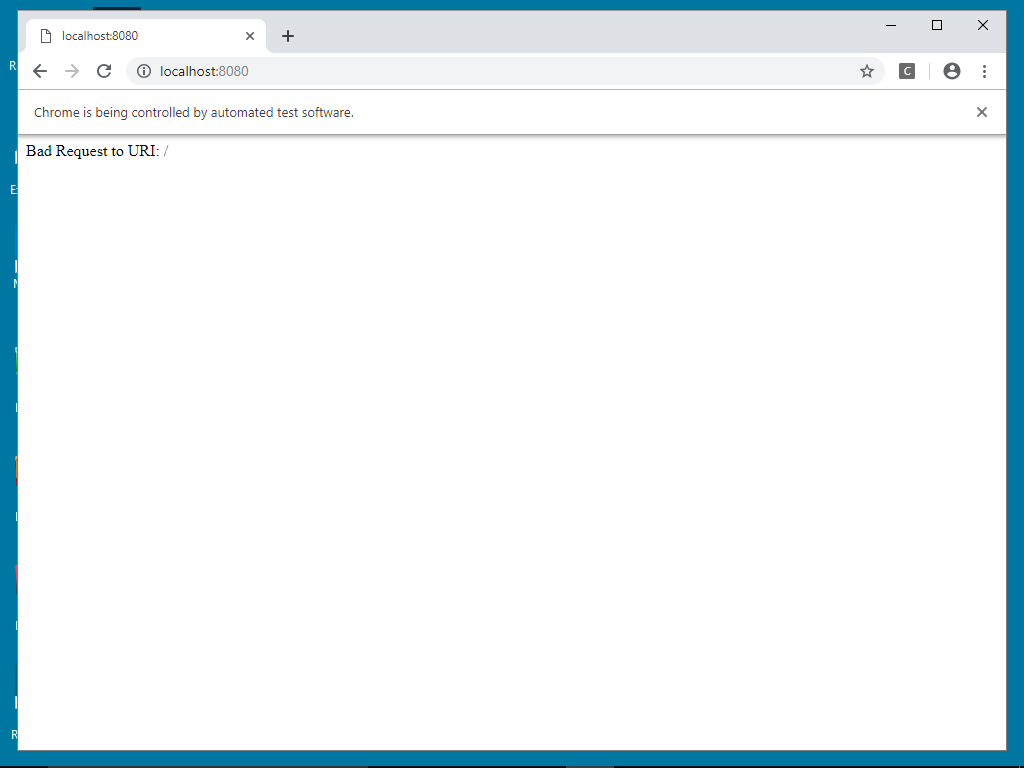 localhost:8080
localhost:8080
C
Chrome is being controlled by automated test software.
Bad Request to URI: /